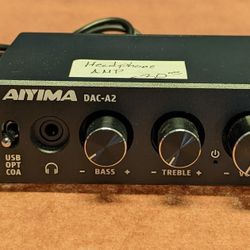 Headphone
AMP
AIYIMA DAC-A2
USB
OPT
COA
- BASS +
- TREBLE +
-